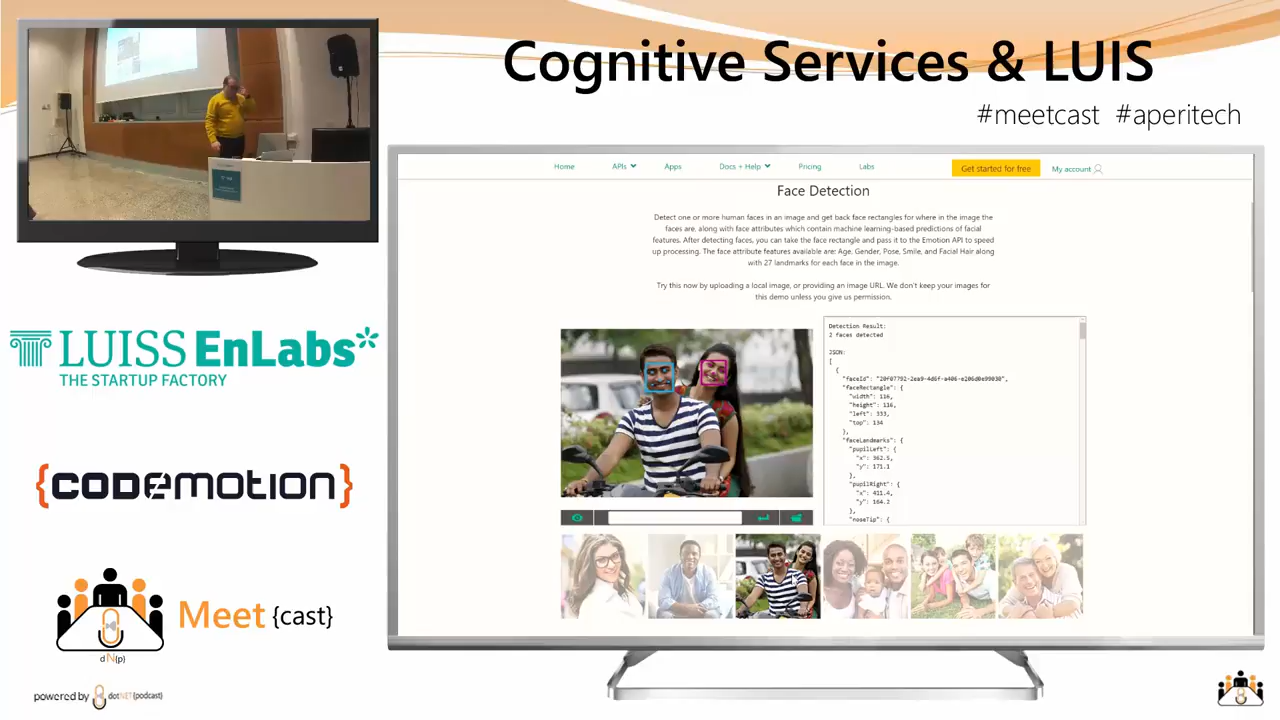 Cognitive Services & LUIS
#meetcast #aperitech
Home
APIs
Apps
Docs + Help
Pricing
Labs
Get started for free
My account
Face Detection
Detect one or more human faces in an image and get back face rectangles for where in the image the
faces are, along with face attributes which contain machine learning-based predictions of facial
features. After detecting faces, you can take the face rectangle and pass it to the Emotion API to speed
up processing. The face attribute features available are: Age, Gender, Pose, Smile, and Facial Hair along
with 27 landmarks for each face in the image.
Try this now by uploading a local image, or providing an image URL. We don't keep your images for
this demo unless you give us permission.
Detection Result:
2 faces detected
JSON:
[
{
"faceRectangle": {
"width": 116,
"height": 116,
"left": 333,
"top": 134
},
"faceLandmarks": {
"pupilLeft": {
"x": 362.5,
"y": 171.1
},
"pupilRight": {
"x": 411.4,
"y": 164.2
},
"noseTip": {
LUISS EnLabs
THE STARTUP FACTORY
{CODEMOTION}
Meet {cast}
dN{p}
powered by dotNET{podcast}